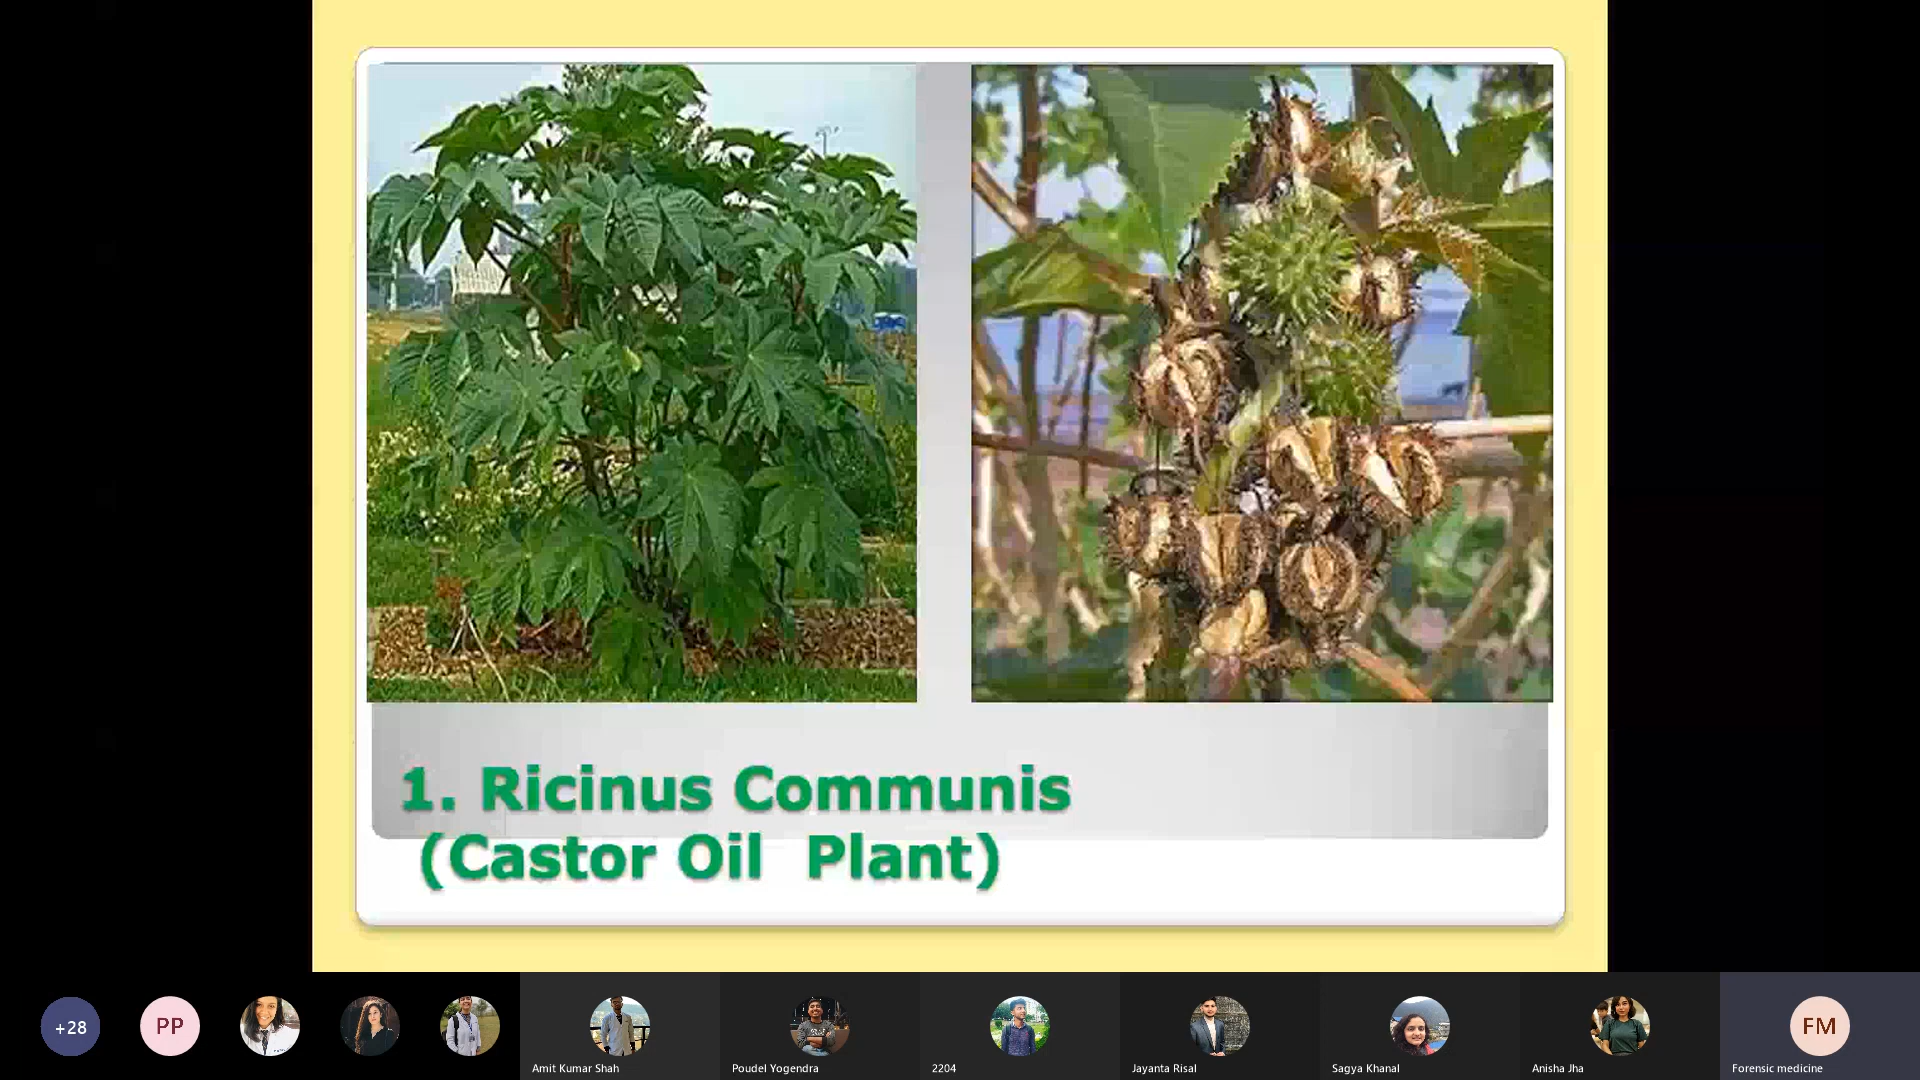 1. Ricinus Communis
(Castor Oil Plant)
+28
PP
Amit Kumar Shah
Poudel Yogendra
2204
Jayanta Risal
Sagya Khanal
Anisha Jha
FM
Forensic medicine